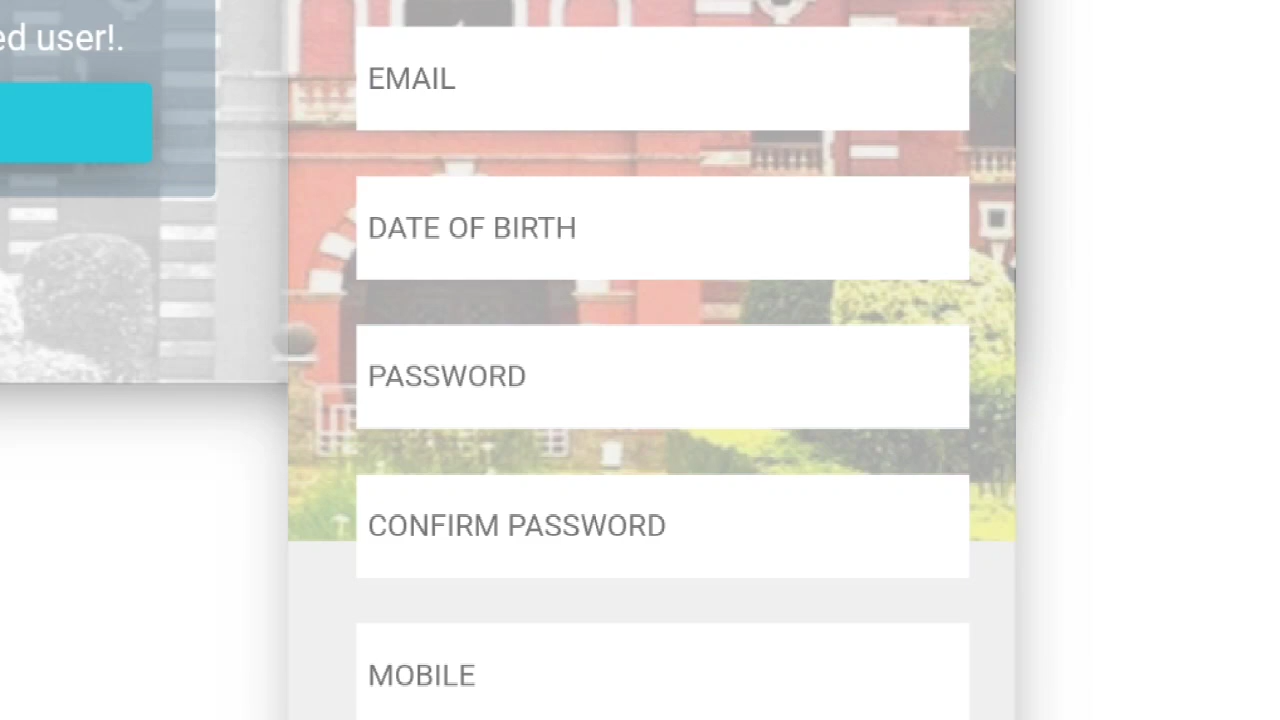 ed user!.
EMAIL
DATE OF BIRTH
PASSWORD
CONFIRM PASSWORD
MOBILE